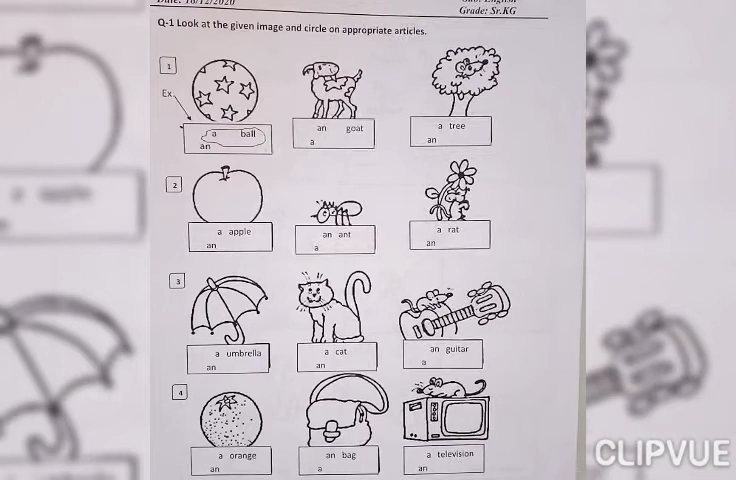 Grade: Sr.KG
Q-1 Look at the given image and circle on appropriate articles.
1
Ex.
a ball
an
an goat
a
a tree
an
2
a apple
an
an ant
a
a rat
an
3
a umbrella
an
a cat
an
an guitar
a
4
a orange
an
an bag
a
a television
an
CLIPVUE